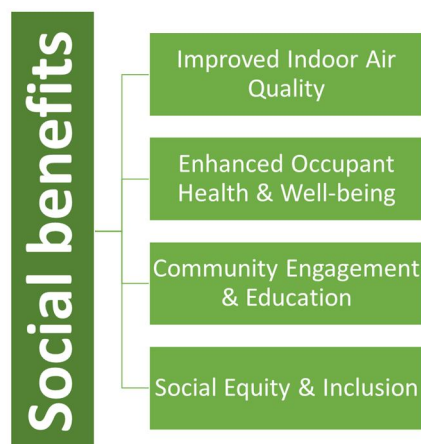 Social benefits
Improved Indoor Air
Quality
Enhanced Occupant
Health & Well-being
Community Engagement
& Education
Social Equity & Inclusion